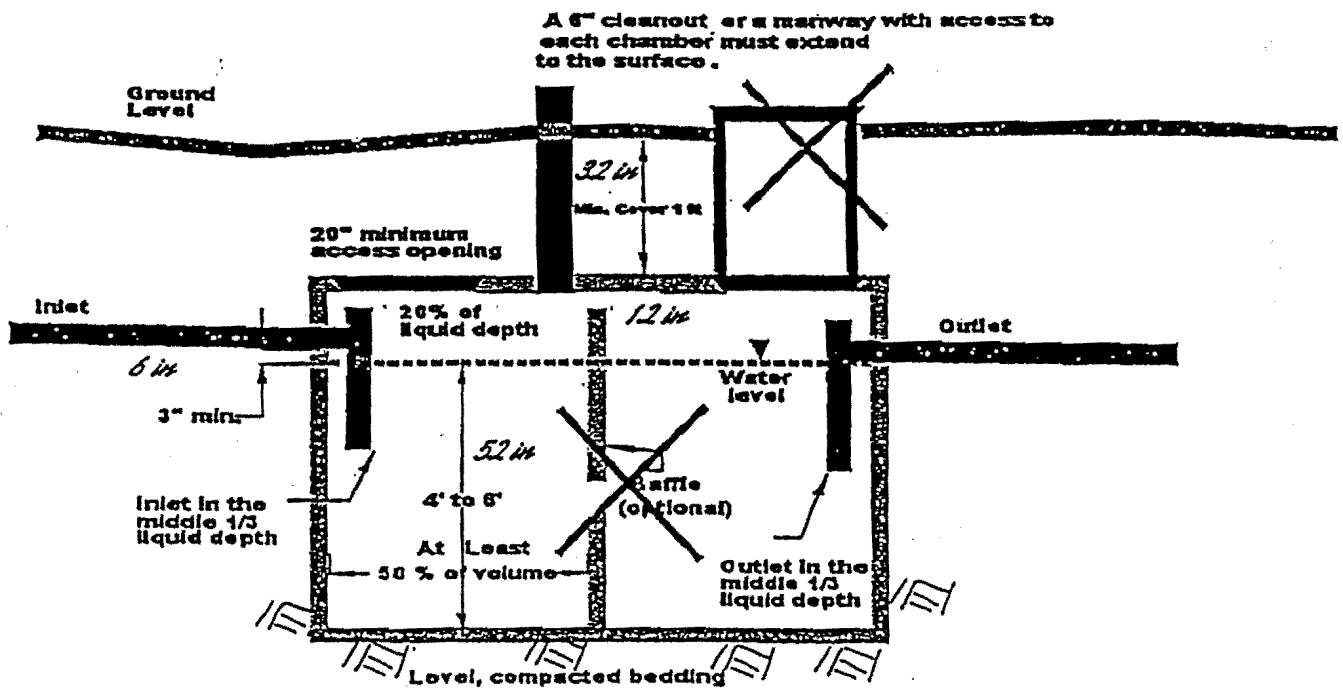 A 6" cleanout or a manway with access to
each chamber must extend
to the surface.
Ground
Level
32 in
Min. Cover 1 ft
20" minimum
access opening
Inlet
20% of
liquid depth
12 in
Outlet
6 in
Water
level
3" min.
52 in
4' to 6'
Baffle
(optional)
Inlet in the
middle 1/3
liquid depth
At Least
50 % of volume
Outlet in the
middle 1/3
liquid depth
Level, compacted bedding